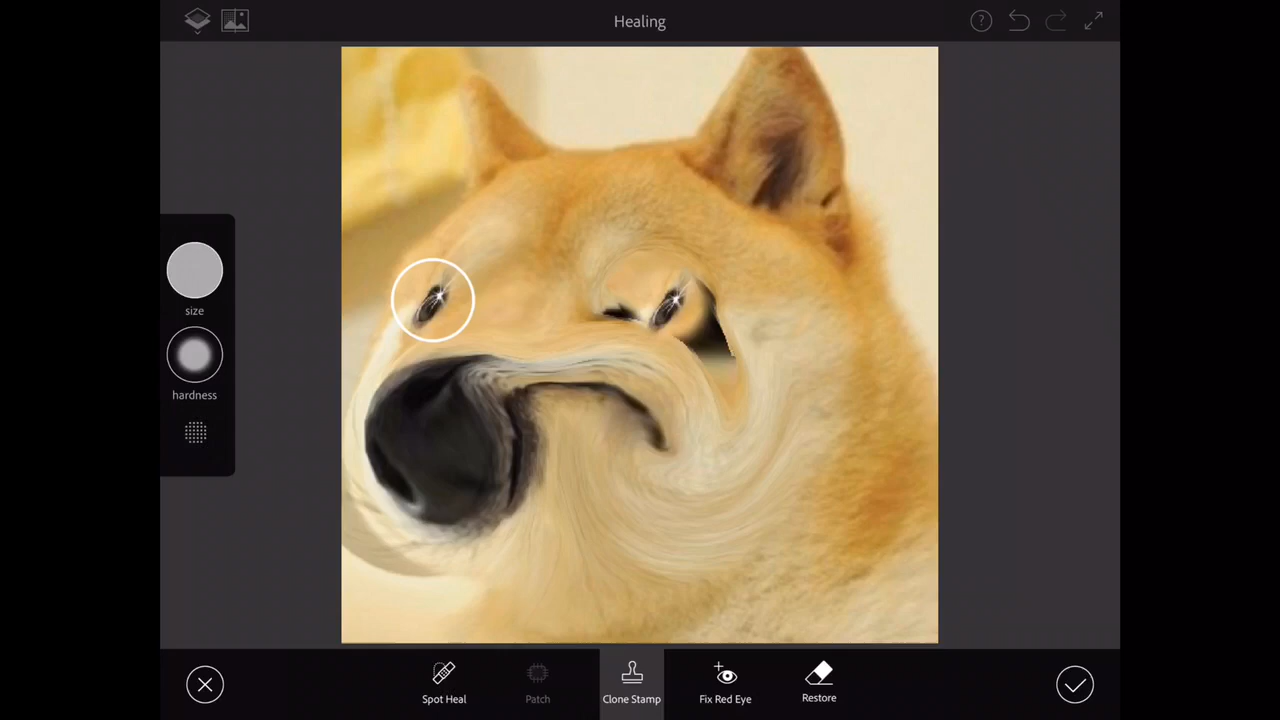 Healing
size
hardness
Spot Heal
Patch
Clone Stamp
Fix Red Eye
Restore